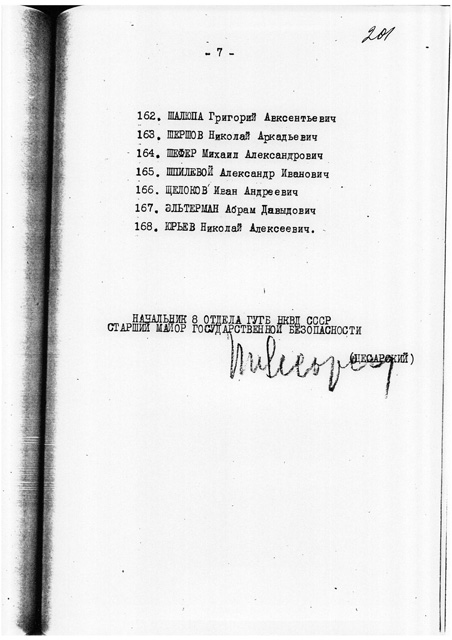 201
- 7 -
162. ШАЛЮПА Григорий Авксентьевич
163. ШЕРШОВ Николай Аркадьевич
164. ШЕФЕР Михаил Александрович
165. ШПИЛЕВОЙ Александр Иванович
166. ЩЕЛОКОВ Иван Андреевич
167. ЭЛЬТЕРМАН Абрам Давыдович
168. ЮРЬЕВ Николай Алексеевич.
НАЧАЛЬНИК 8 ОТДЕЛА ГУГБ НКВД СССР
СТАРШИЙ МАЙОР ГОСУДАРСТВЕННОЙ БЕЗОПАСНОСТИ
(ЦЕСАРСКИЙ)